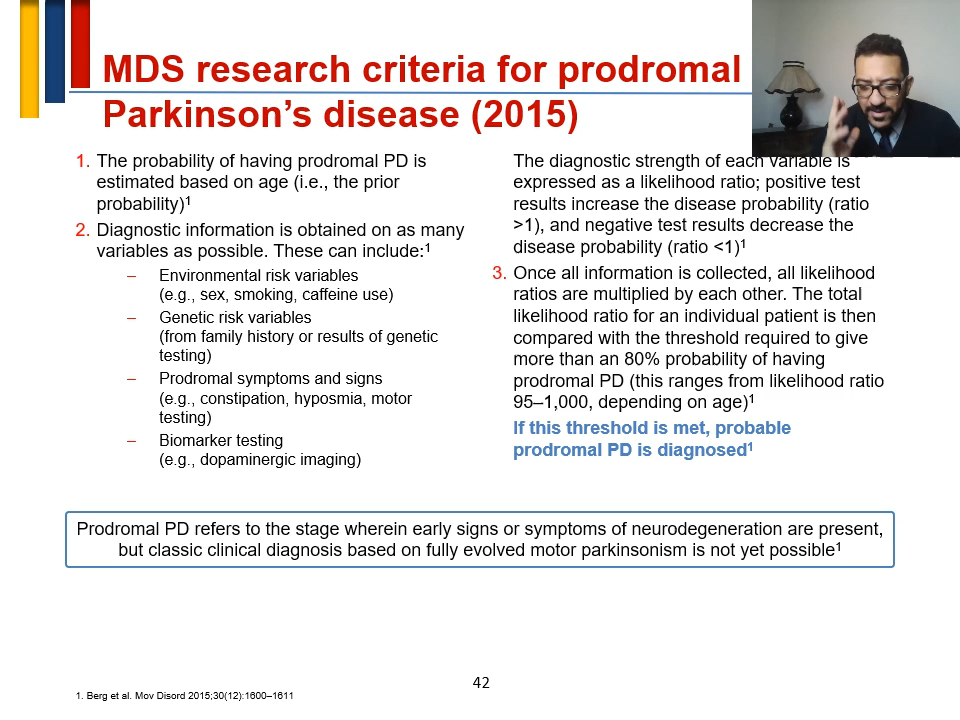 MDS research criteria for prodromal
Parkinson's disease (2015)
1. The probability of having prodromal PD is
estimated based on age (i.e., the prior
probability)¹
2. Diagnostic information is obtained on as many
variables as possible. These can include:¹
– Environmental risk variables
(e.g., sex, smoking, caffeine use)
– Genetic risk variables
(from family history or results of genetic
testing)
– Prodromal symptoms and signs
(e.g., constipation, hyposmia, motor
testing)
– Biomarker testing
(e.g., dopaminergic imaging)
The diagnostic strength of each variable is
expressed as a likelihood ratio; positive test
results increase the disease probability (ratio
>1), and negative test results decrease the
disease probability (ratio <1)¹
3. Once all information is collected, all likelihood
ratios are multiplied by each other. The total
likelihood ratio for an individual patient is then
compared with the threshold required to give
more than an 80% probability of having
prodromal PD (this ranges from likelihood ratio
95–1,000, depending on age)¹
If this threshold is met, probable
prodromal PD is diagnosed¹
Prodromal PD refers to the stage wherein early signs or symptoms of neurodegeneration are present,
but classic clinical diagnosis based on fully evolved motor parkinsonism is not yet possible¹
42
1. Berg et al. Mov Disord 2015;30(12):1600–1611